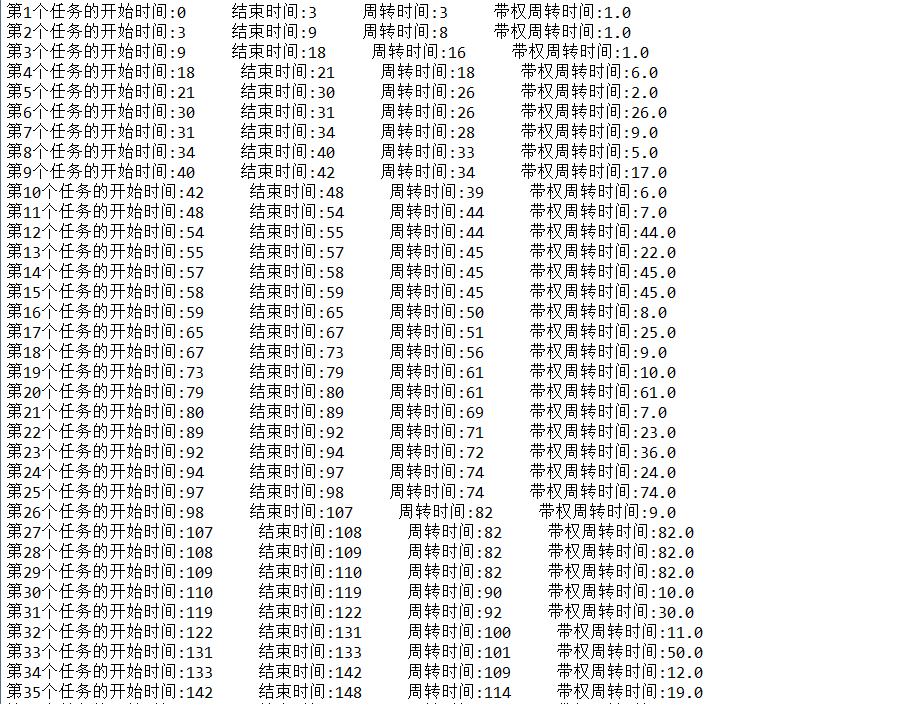 第1个任务的开始时间:0 结束时间:3 周转时间:3 带权周转时间:1.0
第2个任务的开始时间:3 结束时间:9 周转时间:8 带权周转时间:1.0
第3个任务的开始时间:9 结束时间:18 周转时间:16 带权周转时间:1.0
第4个任务的开始时间:18 结束时间:21 周转时间:18 带权周转时间:6.0
第5个任务的开始时间:21 结束时间:30 周转时间:26 带权周转时间:2.0
第6个任务的开始时间:30 结束时间:31 周转时间:26 带权周转时间:26.0
第7个任务的开始时间:31 结束时间:34 周转时间:28 带权周转时间:9.0
第8个任务的开始时间:34 结束时间:40 周转时间:33 带权周转时间:5.0
第9个任务的开始时间:40 结束时间:42 周转时间:34 带权周转时间:17.0
第10个任务的开始时间:42 结束时间:48 周转时间:39 带权周转时间:6.0
第11个任务的开始时间:48 结束时间:54 周转时间:44 带权周转时间:7.0
第12个任务的开始时间:54 结束时间:55 周转时间:44 带权周转时间:44.0
第13个任务的开始时间:55 结束时间:57 周转时间:45 带权周转时间:22.0
第14个任务的开始时间:57 结束时间:58 周转时间:45 带权周转时间:45.0
第15个任务的开始时间:58 结束时间:59 周转时间:45 带权周转时间:45.0
第16个任务的开始时间:59 结束时间:65 周转时间:50 带权周转时间:8.0
第17个任务的开始时间:65 结束时间:67 周转时间:51 带权周转时间:25.0
第18个任务的开始时间:67 结束时间:73 周转时间:56 带权周转时间:9.0
第19个任务的开始时间:73 结束时间:79 周转时间:61 带权周转时间:10.0
第20个任务的开始时间:79 结束时间:80 周转时间:61 带权周转时间:61.0
第21个任务的开始时间:80 结束时间:89 周转时间:69 带权周转时间:7.0
第22个任务的开始时间:89 结束时间:92 周转时间:71 带权周转时间:23.0
第23个任务的开始时间:92 结束时间:94 周转时间:72 带权周转时间:36.0
第24个任务的开始时间:94 结束时间:97 周转时间:74 带权周转时间:24.0
第25个任务的开始时间:97 结束时间:98 周转时间:74 带权周转时间:74.0
第26个任务的开始时间:98 结束时间:107 周转时间:82 带权周转时间:9.0
第27个任务的开始时间:107 结束时间:108 周转时间:82 带权周转时间:82.0
第28个任务的开始时间:108 结束时间:109 周转时间:82 带权周转时间:82.0
第29个任务的开始时间:109 结束时间:110 周转时间:82 带权周转时间:82.0
第30个任务的开始时间:110 结束时间:119 周转时间:90 带权周转时间:10.0
第31个任务的开始时间:119 结束时间:122 周转时间:92 带权周转时间:30.0
第32个任务的开始时间:122 结束时间:131 周转时间:100 带权周转时间:11.0
第33个任务的开始时间:131 结束时间:133 周转时间:101 带权周转时间:50.0
第34个任务的开始时间:133 结束时间:142 周转时间:109 带权周转时间:12.0
第35个任务的开始时间:142 结束时间:148 周转时间:114 带权周转时间:19.0